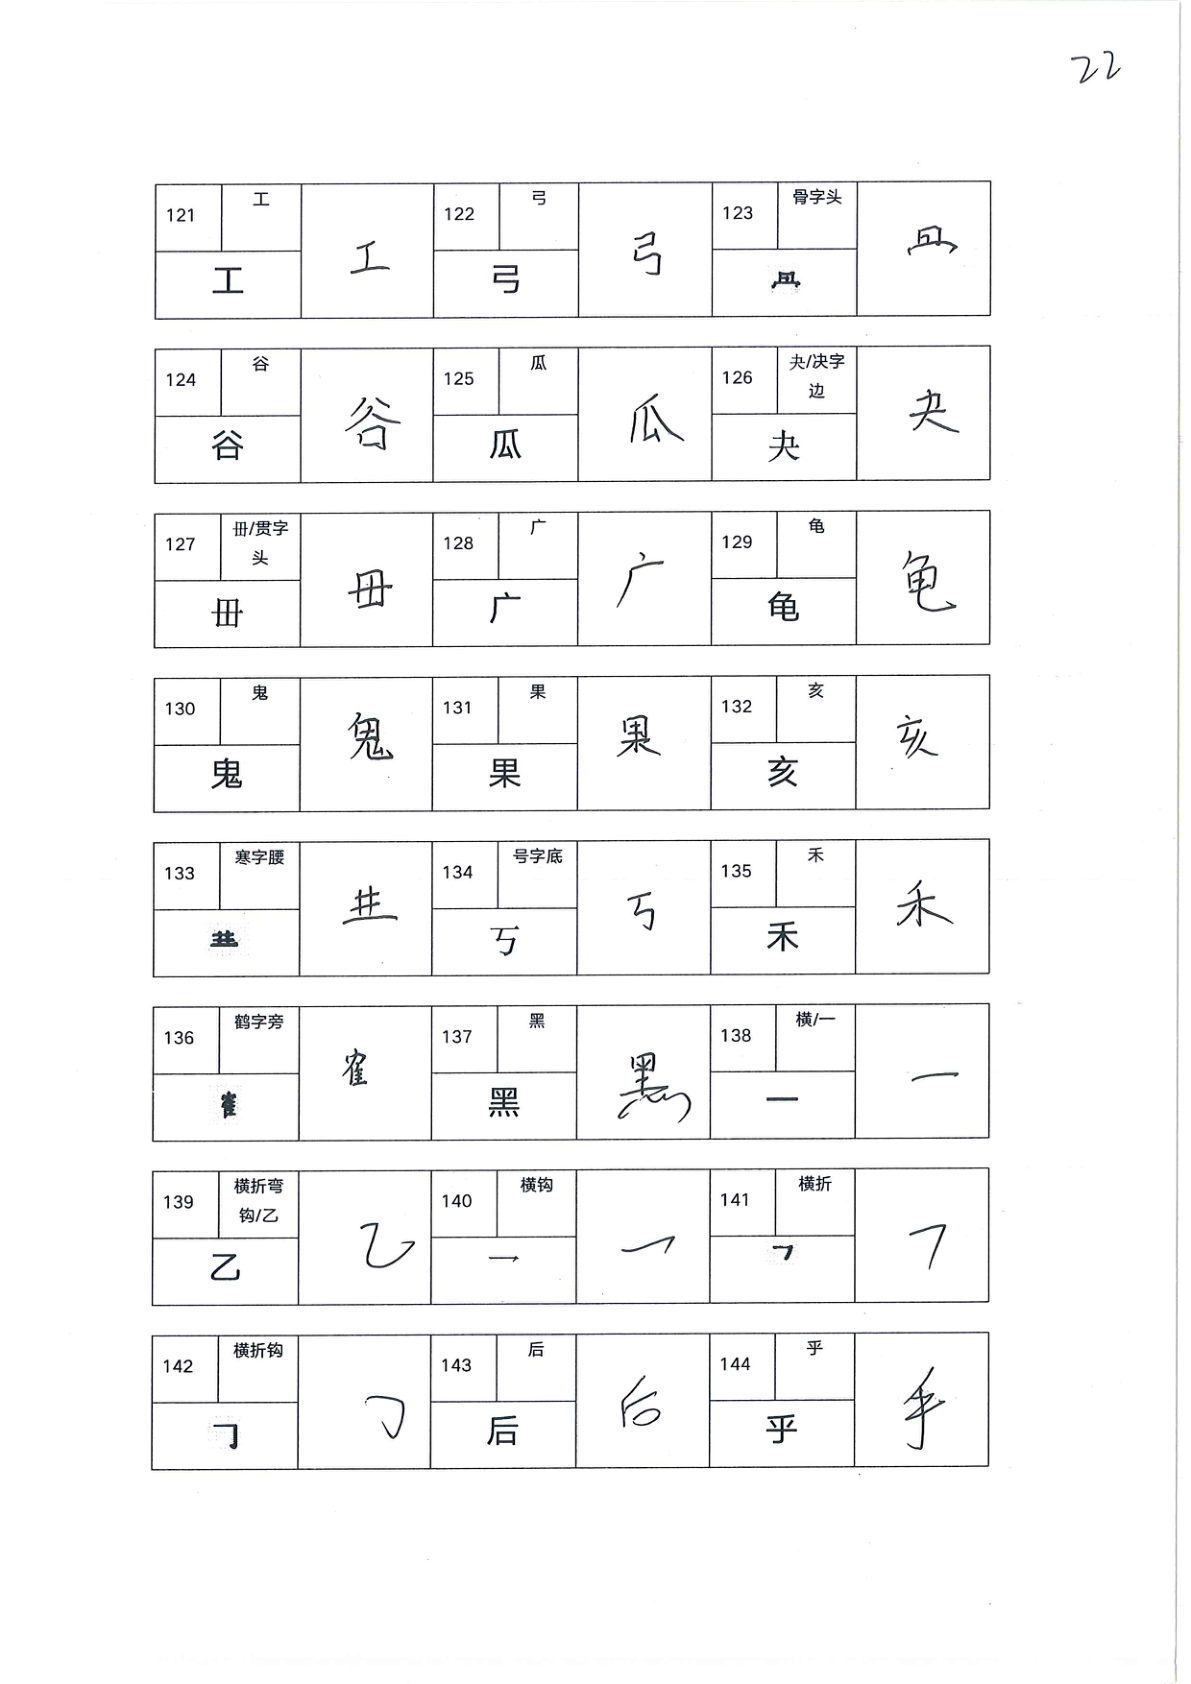 22
121 工 122 弓 123 骨字头
工 工 弓 弓
124 谷 125 瓜 126 夬/决字边
谷 谷 瓜 瓜 夬 夬
127 毌/贯字头 128 广 129 龟
毌 毌 广 广 龟 龟
130 鬼 131 果 132 亥
鬼 鬼 果 果 亥 亥
133 寒字腰 134 号字底 135 禾
丂 丂 禾 禾
136 鹤字旁 137 黑 138 横/一
黑 黑 一 一
139 横折弯钩/乙 140 横钩 141 横折
乙 乙 乛 乛 𠃍 𠃍
142 横折钩 143 后 144 乎
𠃌 𠃌 后 后 乎 乎